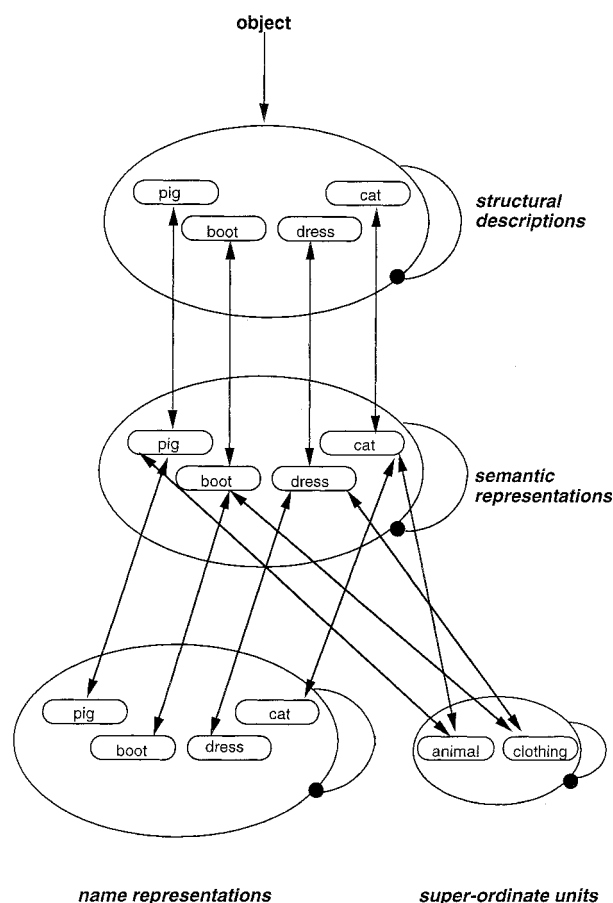 object
pig
cat
boot
dress
structural
descriptions
pig
cat
boot
dress
semantic
representations
pig
cat
boot
dress
animal
clothing
name representations
super-ordinate units